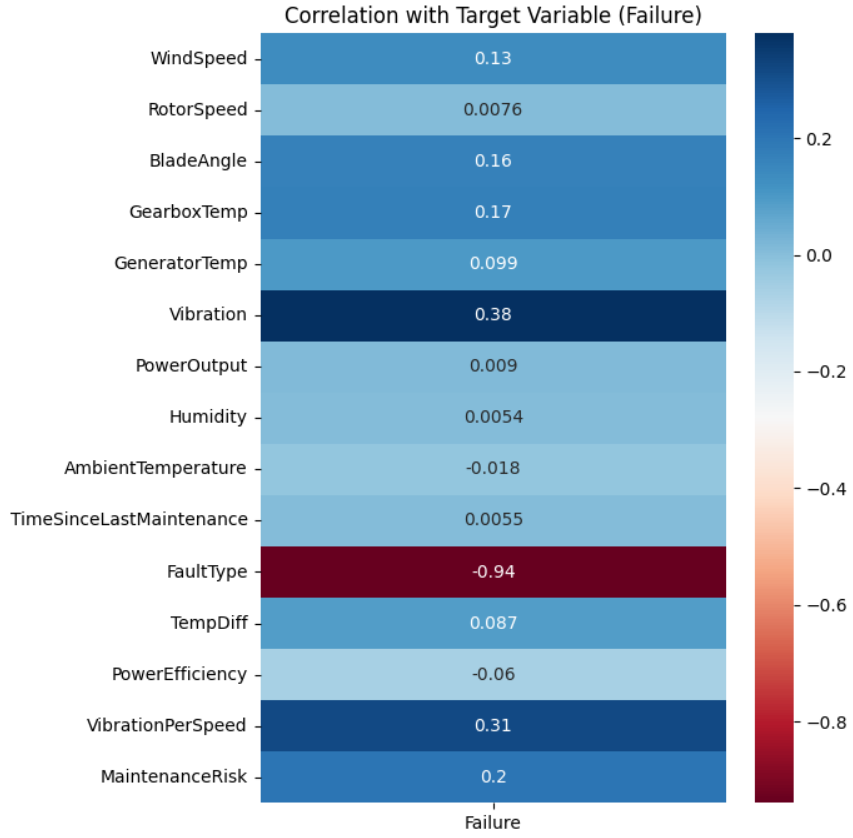 Correlation with Target Variable (Failure)
WindSpeed 0.13
RotorSpeed 0.0076
BladeAngle 0.16
GearboxTemp 0.17
GeneratorTemp 0.099
Vibration 0.38
PowerOutput 0.009
Humidity 0.0054
AmbientTemperature -0.018
TimeSinceLastMaintenance 0.0055
FaultType -0.94
TempDiff 0.087
PowerEfficiency -0.06
VibrationPerSpeed 0.31
MaintenanceRisk 0.2
Failure
0.2
0.0
−0.2
−0.4
−0.6
−0.8